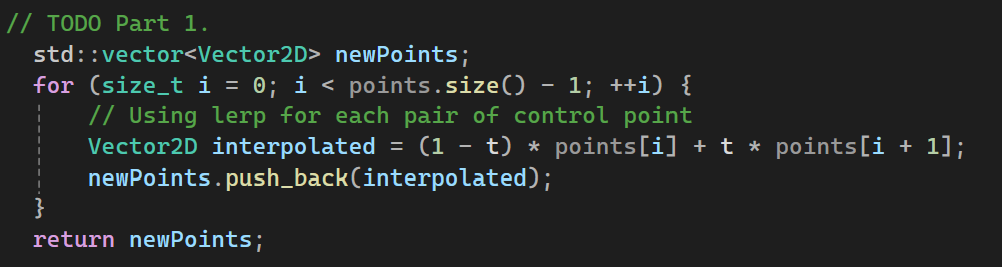 // TODO Part 1.
std::vector<Vector2D> newPoints;
for (size_t i = 0; i < points.size() - 1; ++i) {
// Using lerp for each pair of control point
Vector2D interpolated = (1 - t) * points[i] + t * points[i + 1];
newPoints.push_back(interpolated);
}
return newPoints;